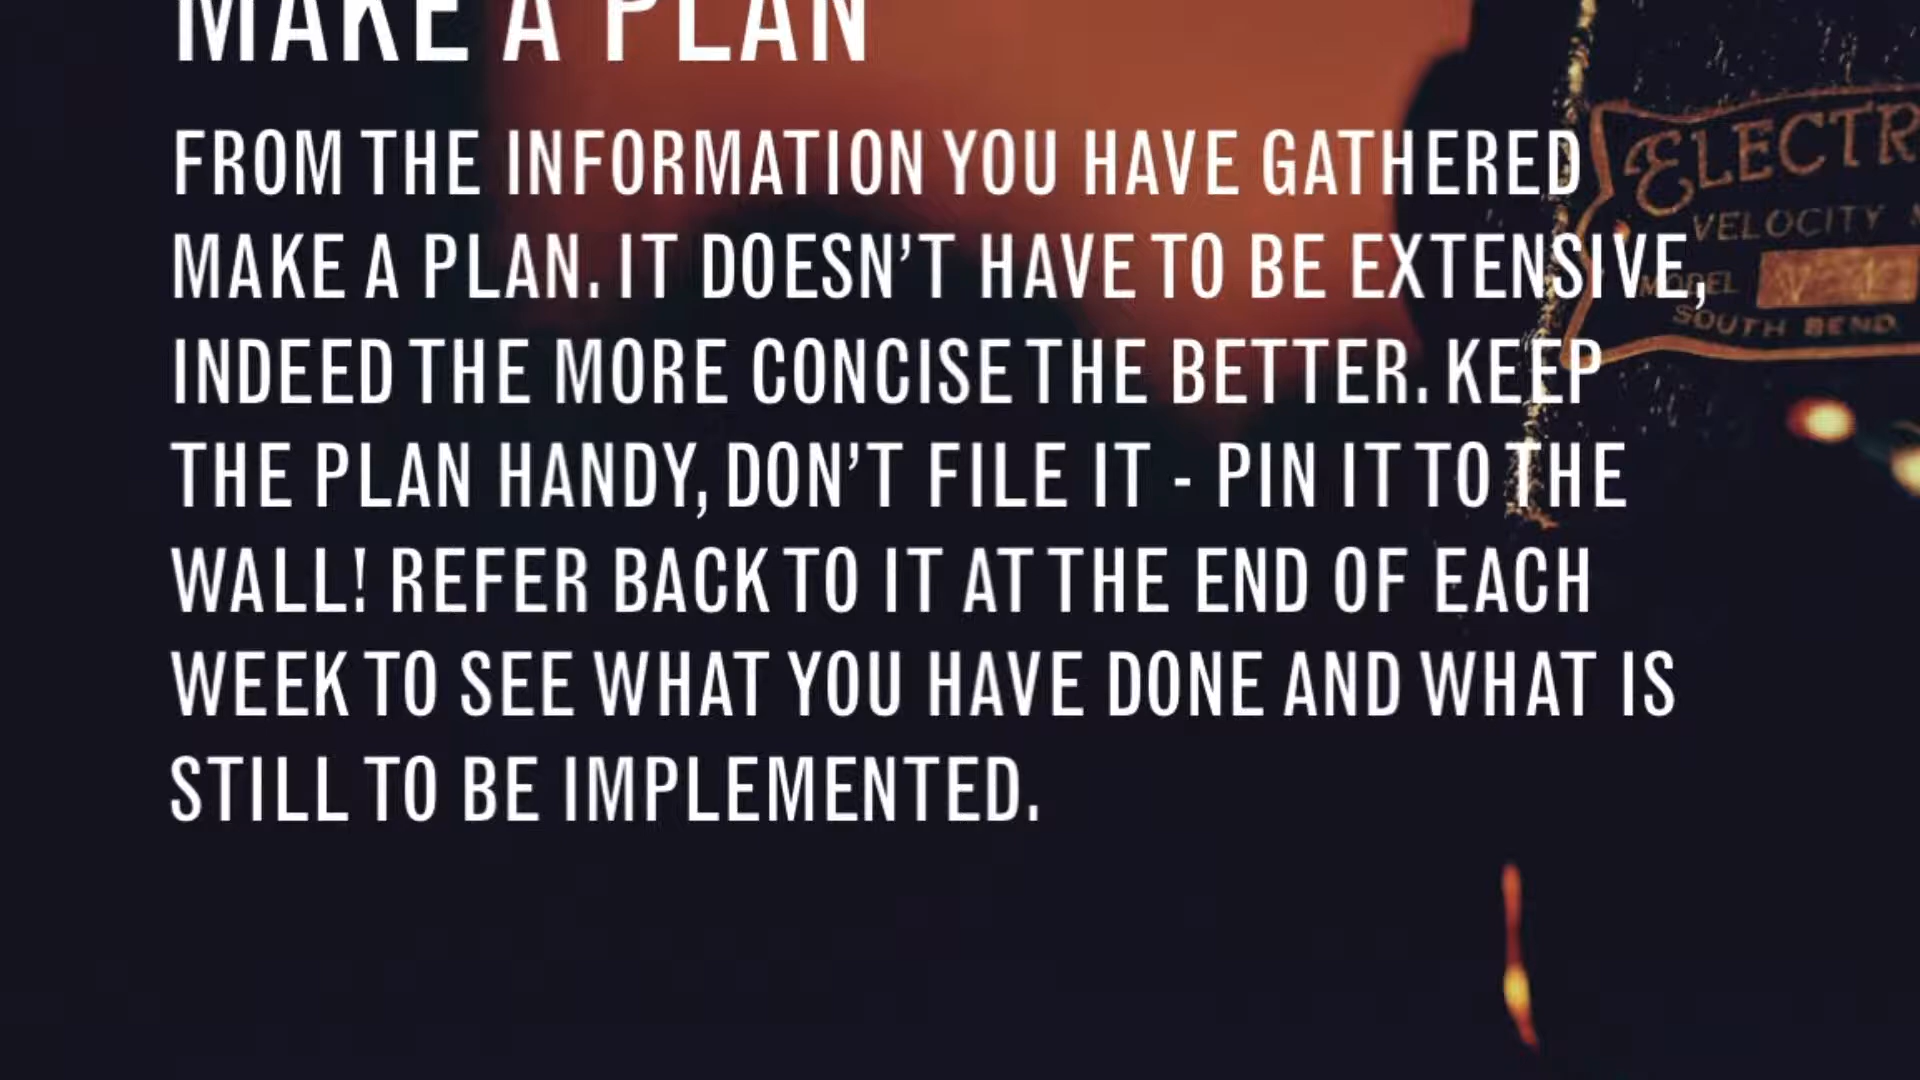 MAKE A PLAN
FROM THE INFORMATION YOU HAVE GATHERED
MAKE A PLAN. IT DOESN’T HAVE TO BE EXTENSIVE,
INDEED THE MORE CONCISE THE BETTER. KEEP
THE PLAN HANDY, DON’T FILE IT - PIN IT TO THE
WALL! REFER BACK TO IT AT THE END OF EACH
WEEK TO SEE WHAT YOU HAVE DONE AND WHAT IS
STILL TO BE IMPLEMENTED.
ELECTR
VELOCITY
MODEL
SOUTH BEND